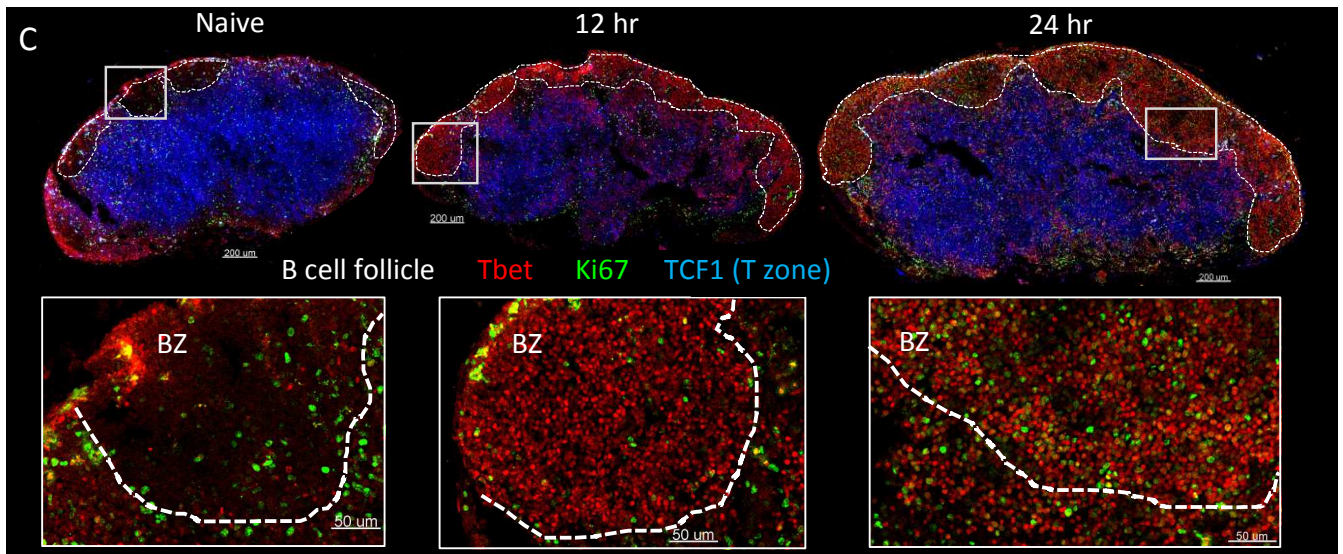 C
Naive
12 hr
24 hr
200 um
200 um
200 um
B cell follicle Tbet Ki67 TCF1 (T zone)
BZ
BZ
BZ
50 um
50 um
50 um